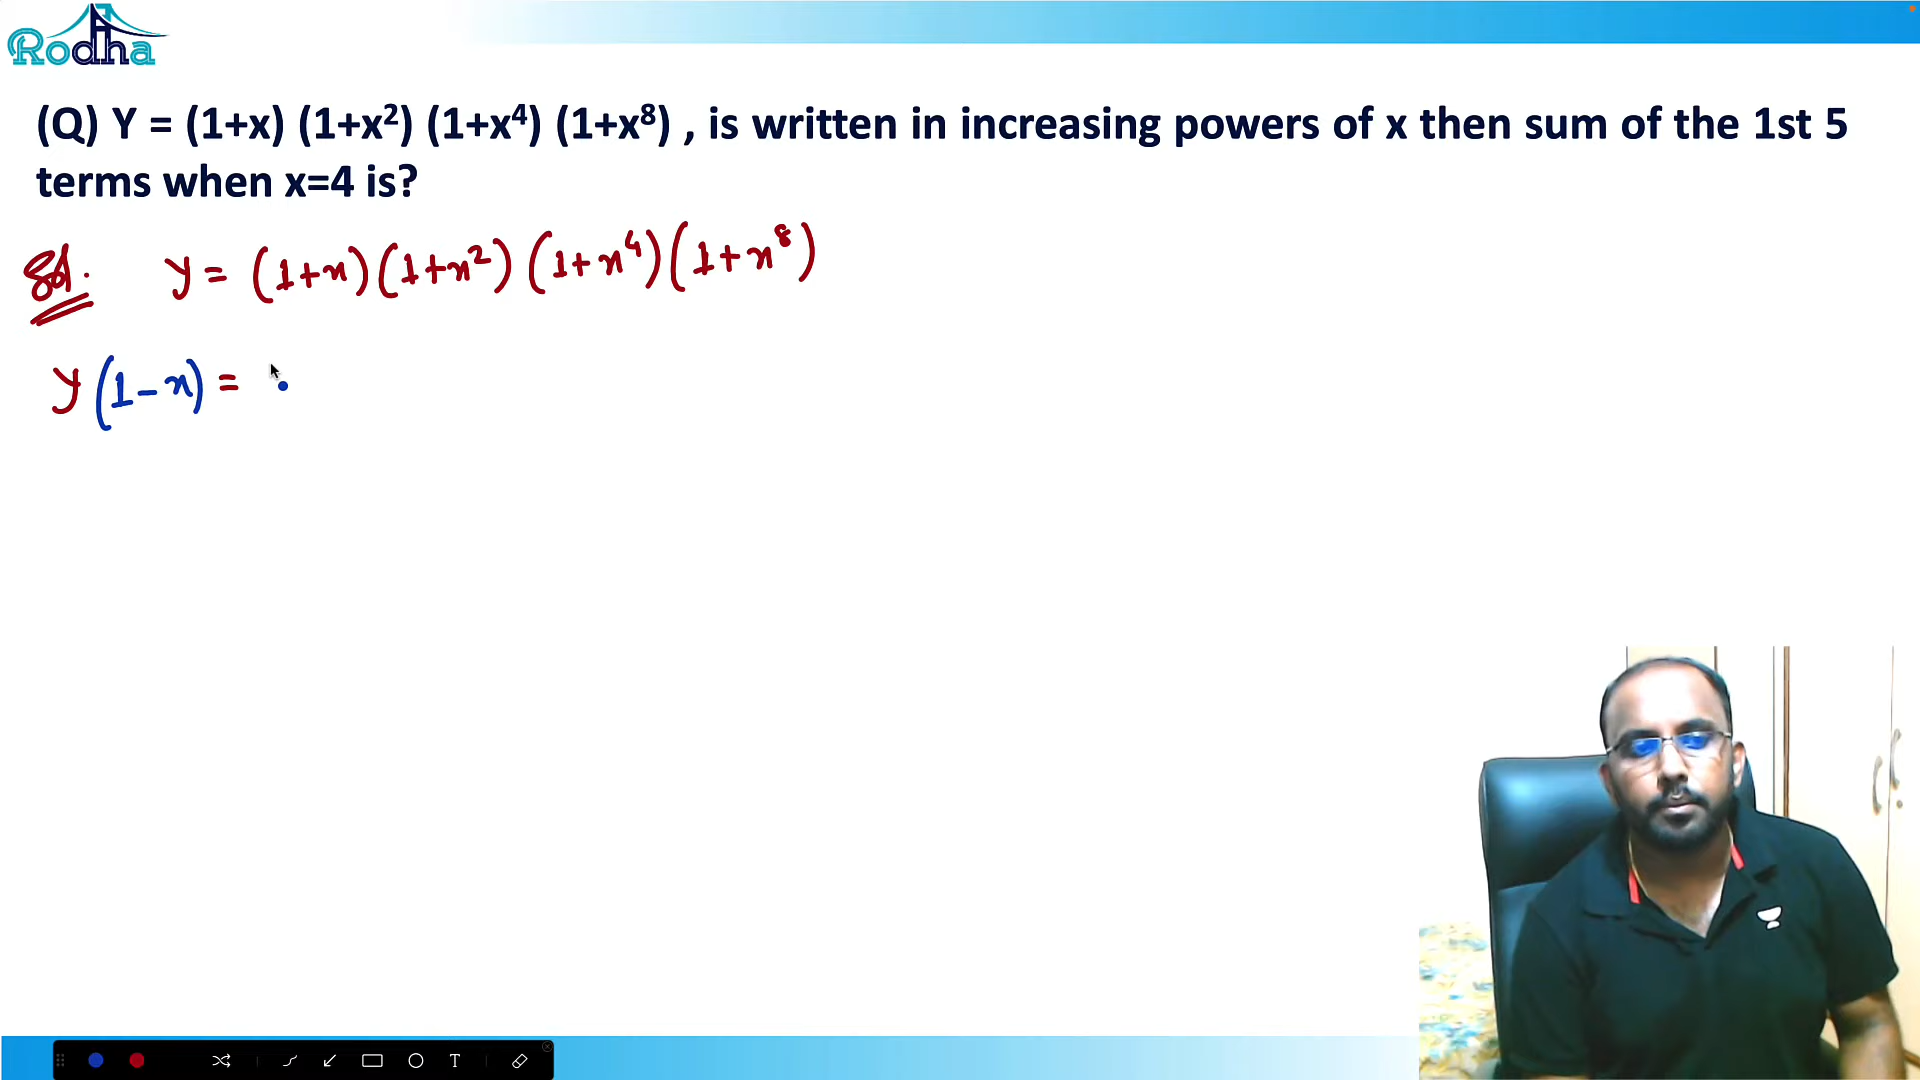 Rodha
(Q) Y = (1+x) (1+x²) (1+x⁴) (1+x⁸) , is written in increasing powers of x then sum of the 1st 5
terms when x=4 is?
Sol. y = (1+x)(1+x²)(1+x⁴)(1+x⁸)
y(1-x) =
T